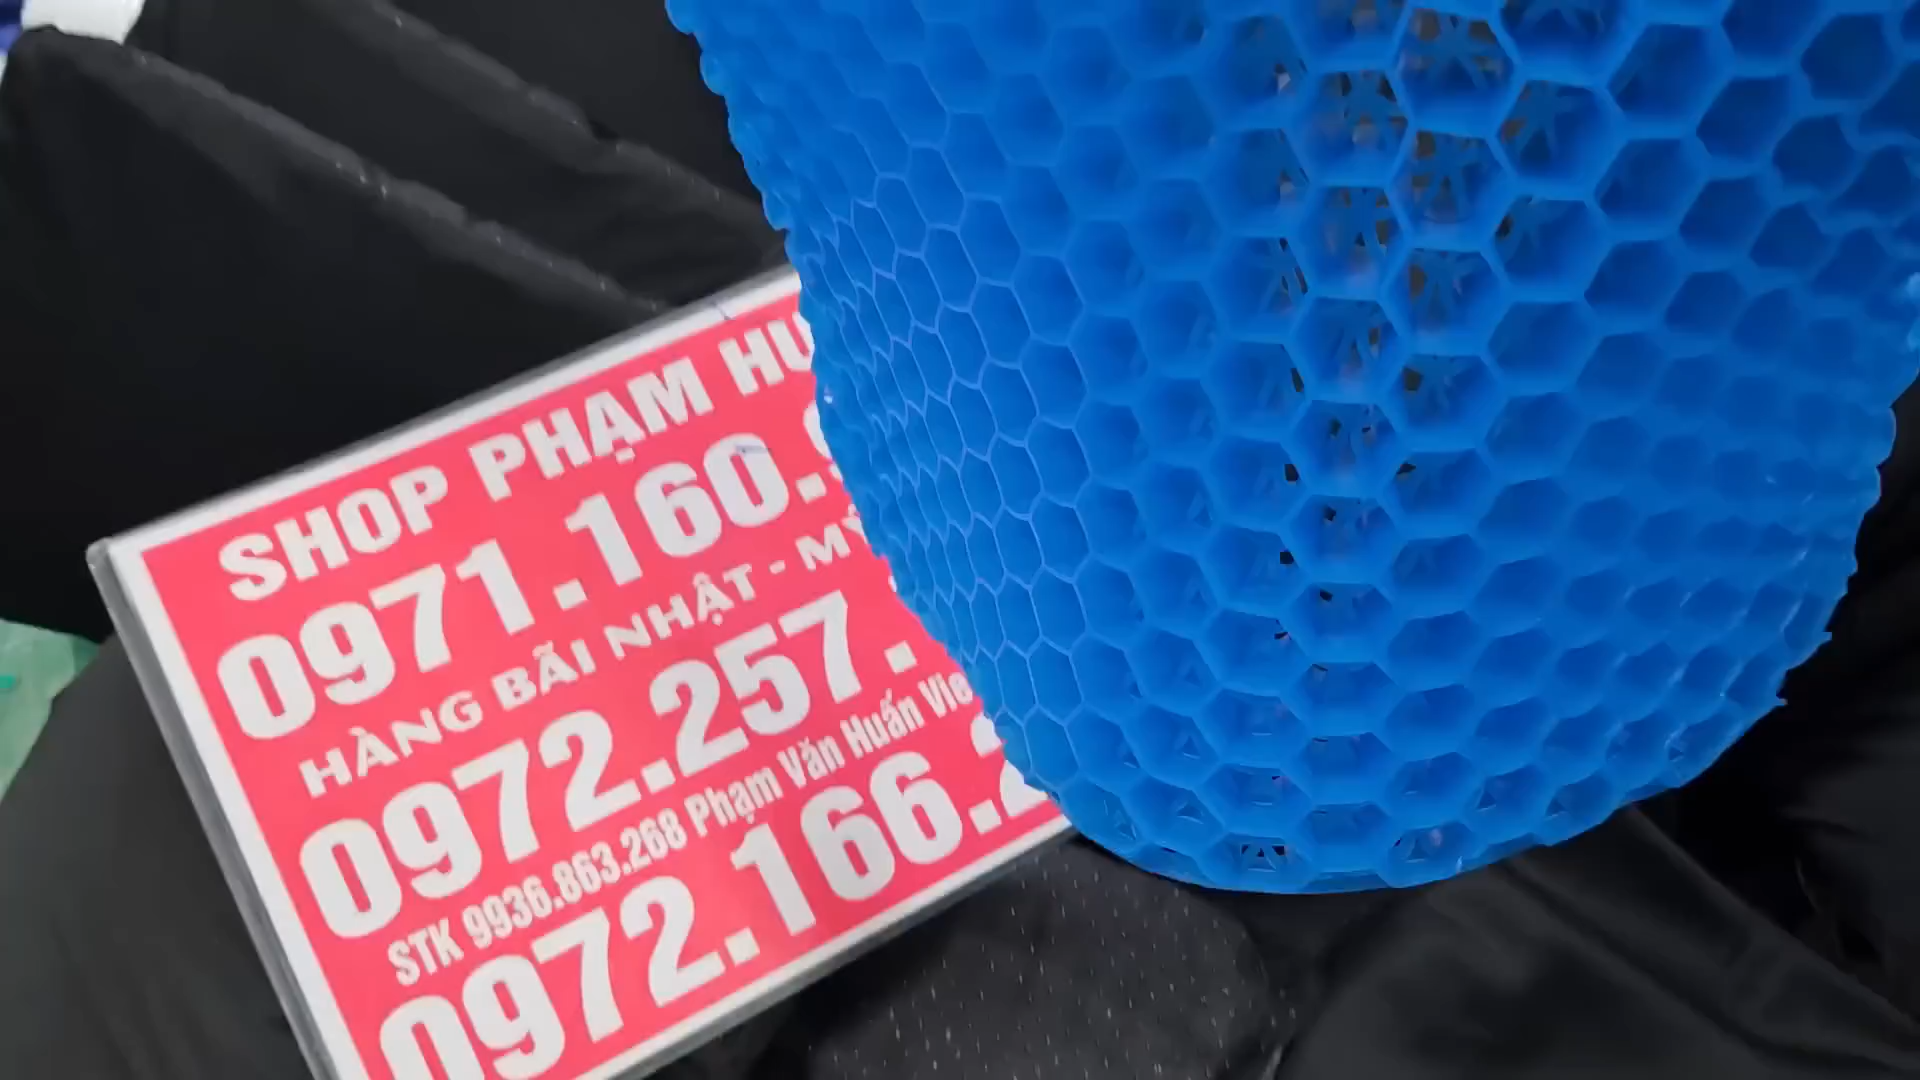 SHOP PHẠM
0971.160.
HÀNG BÃI NHẬT - MỸ
0972.257.
STK 9936.863.268 Phạm Văn Huấn Vie
0972.166.2